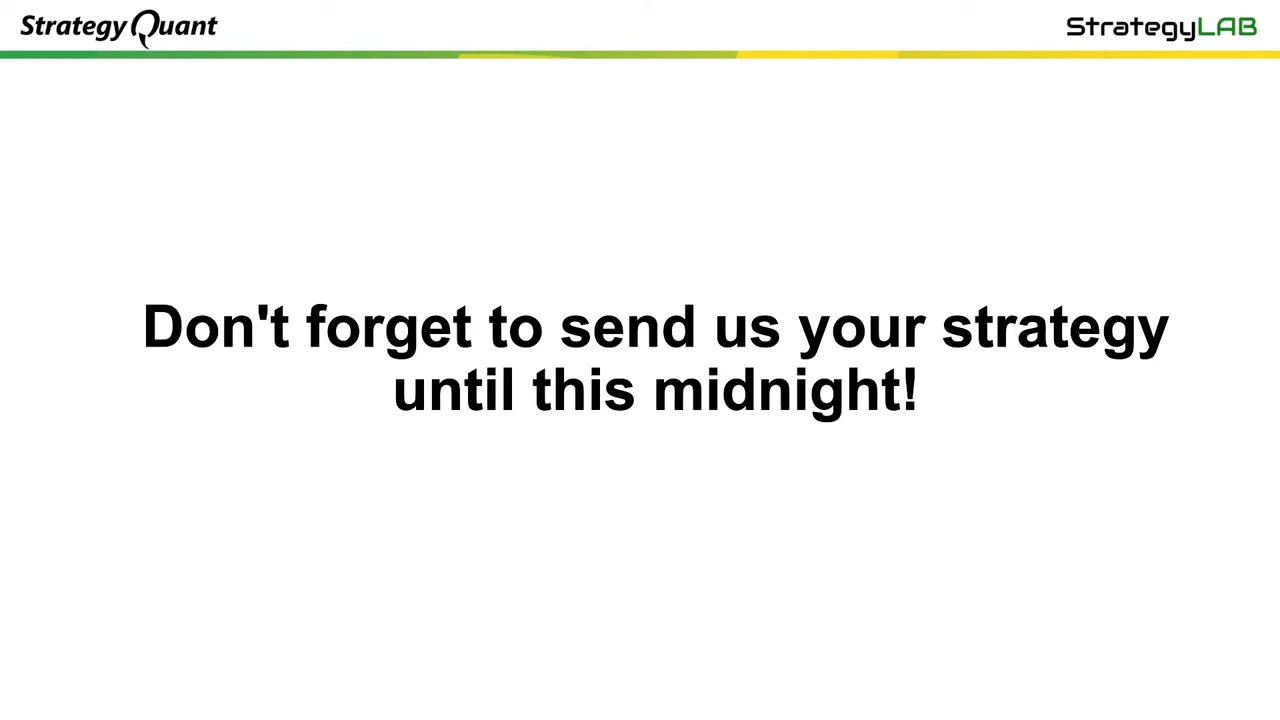 StrategyQuant
StrategyLAB
Don't forget to send us your strategy
until this midnight!